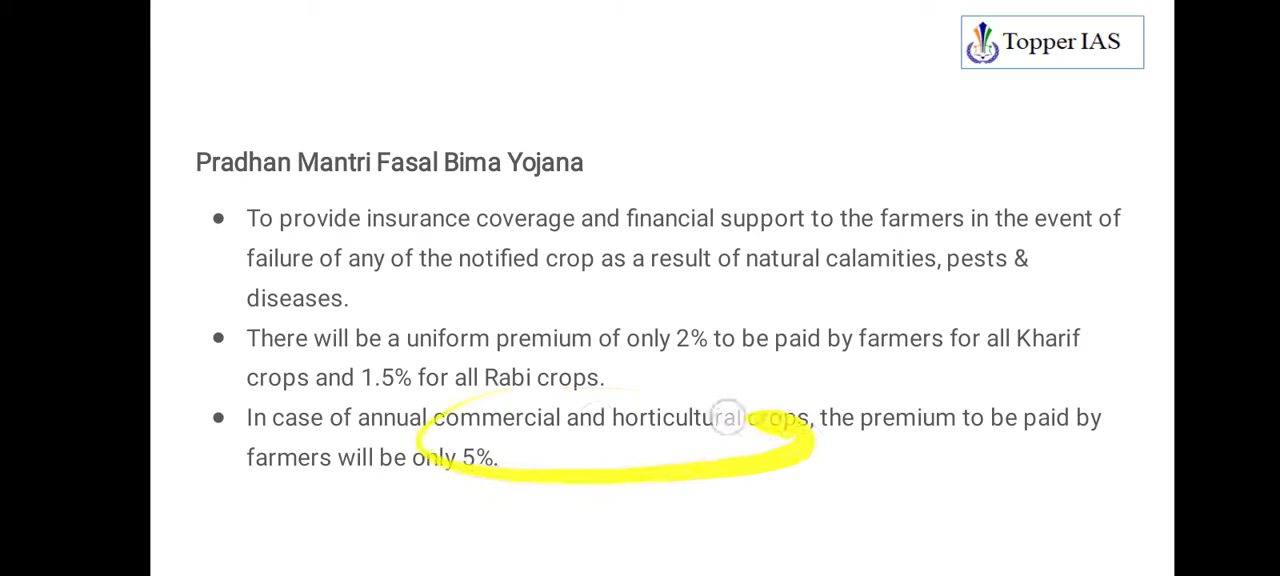 Topper IAS
Pradhan Mantri Fasal Bima Yojana
● To provide insurance coverage and financial support to the farmers in the event of
failure of any of the notified crop as a result of natural calamities, pests &
diseases.
● There will be a uniform premium of only 2% to be paid by farmers for all Kharif
crops and 1.5% for all Rabi crops.
● In case of annual commercial and horticultural crops, the premium to be paid by
farmers will be only 5%.